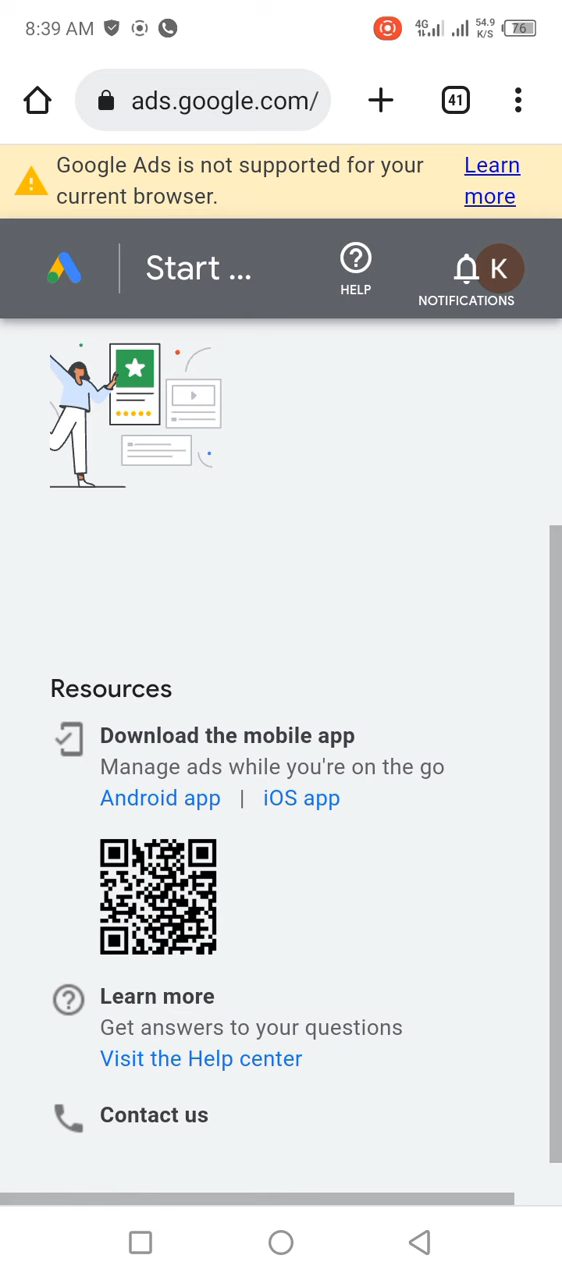 8:39 AM
4G
54.9
K/S
76
ads.google.com/
41
Google Ads is not supported for your
current browser.
Learn
more
Start ...
HELP
K
NOTIFICATIONS
Resources
Download the mobile app
Manage ads while you're on the go
Android app | iOS app
Learn more
Get answers to your questions
Visit the Help center
Contact us